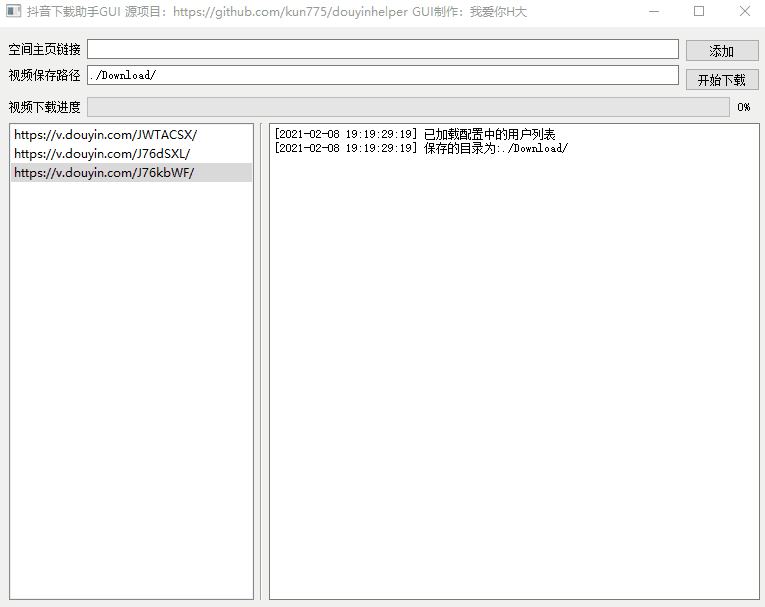 抖音下载助手GUI 源项目：https://github.com/kun775/douyinhelper GUI制作：我爱你H大
空间主页链接
添加
视频保存路径 ./Download/
开始下载
视频下载进度 0%
https://v.douyin.com/JWTACSX/
https://v.douyin.com/J76dSXL/
https://v.douyin.com/J76kbWF/
[2021-02-08 19:19:29:19] 已加载配置中的用户列表
[2021-02-08 19:19:29:19] 保存的目录为:./Download/